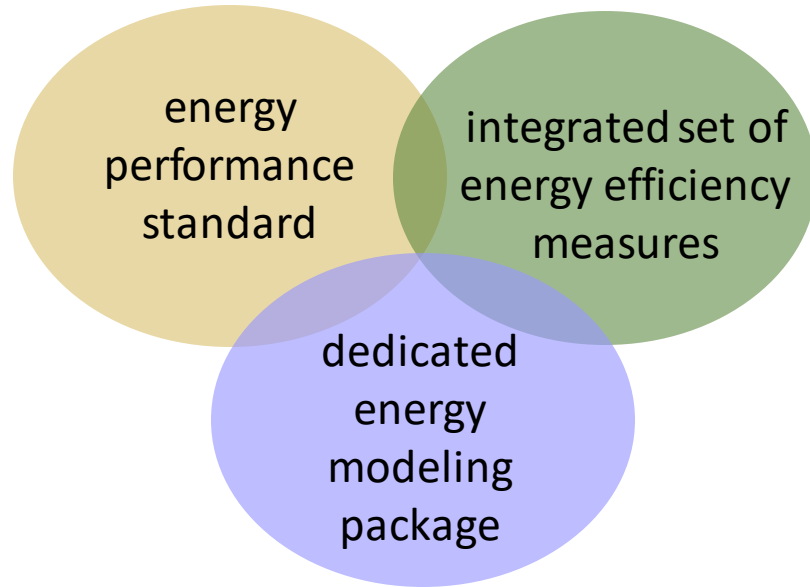 energy
performance
standard
integrated set of
energy efficiency
measures
dedicated
energy
modeling
package